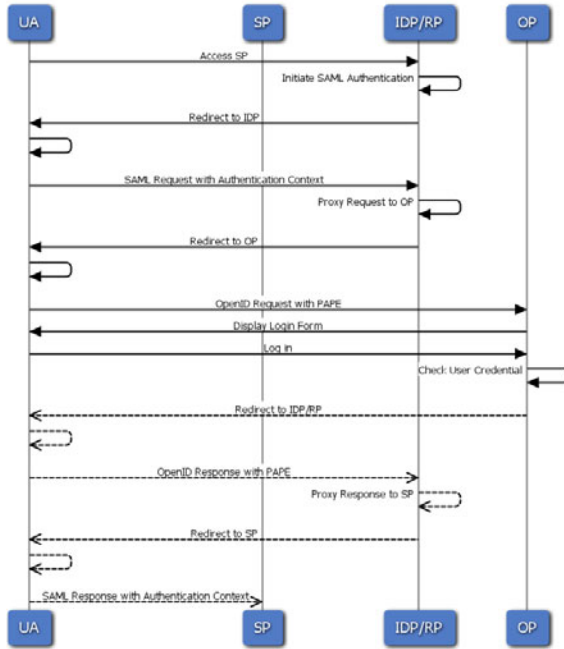 UA SP IDP/RP OP
Access SP
Initiate SAML Authentication
Redirect to IDP
SAML Request with Authentication Context
Proxy Request to OP
Redirect to OP
OpenID Request with PAPE
Display Login Form
Log in
Check User Credential
Redirect to IDP/RP
OpenID Response with PAPE
Proxy Response to SP
Redirect to SP
SAML Response with Authentication Context
UA SP IDP/RP OP